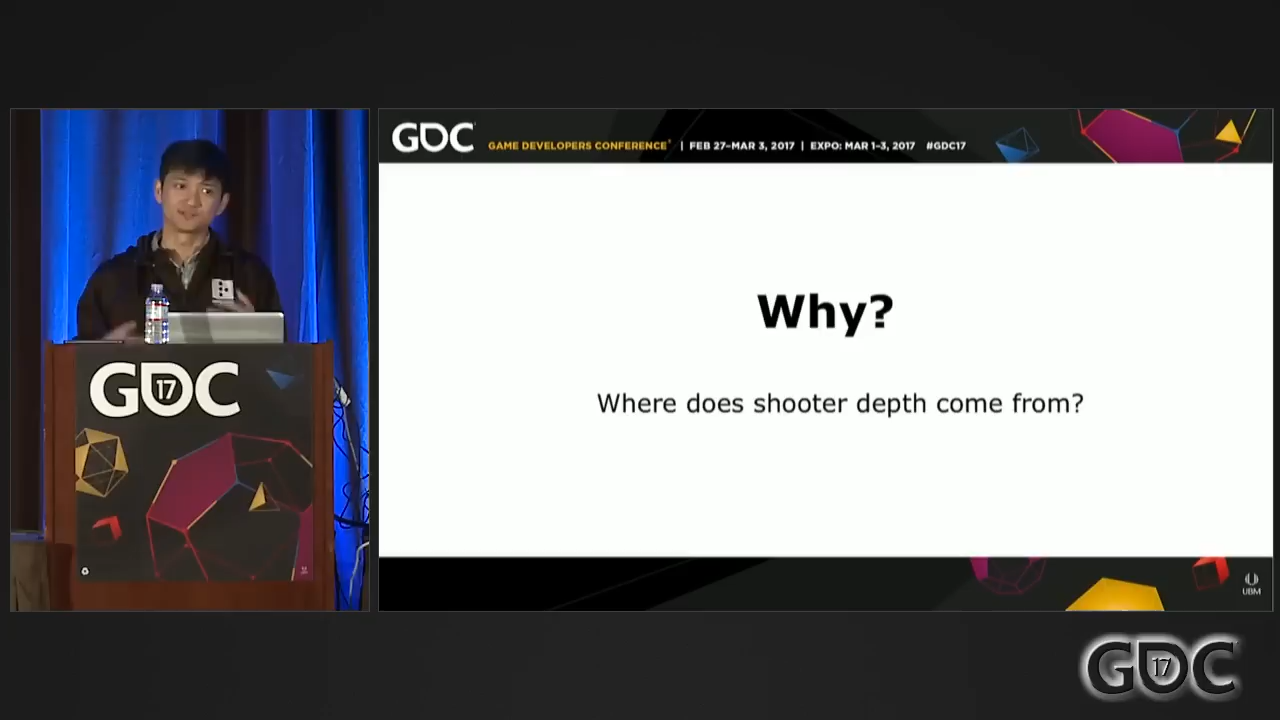 GDC
GAME DEVELOPERS CONFERENCE® | FEB 27–MAR 3, 2017 | EXPO: MAR 1–3, 2017 #GDC17
Why?
Where does shooter depth come from?
UBM
GDC
17
GDC
17